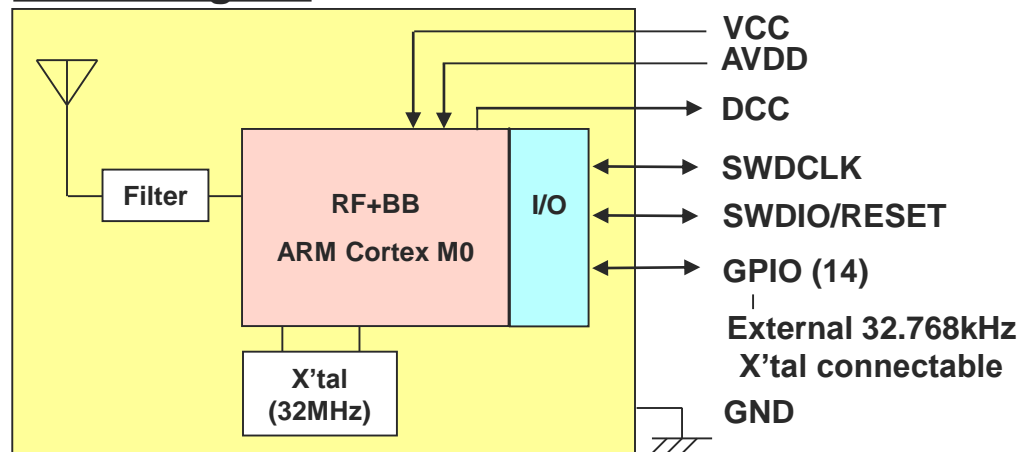 VCC
AVDD
DCC
Filter
RF+BB
ARM Cortex M0
I/O
SWDCLK
SWDIO/RESET
GPIO (14)
External 32.768kHz
X'tal connectable
X'tal
(32MHz)
GND